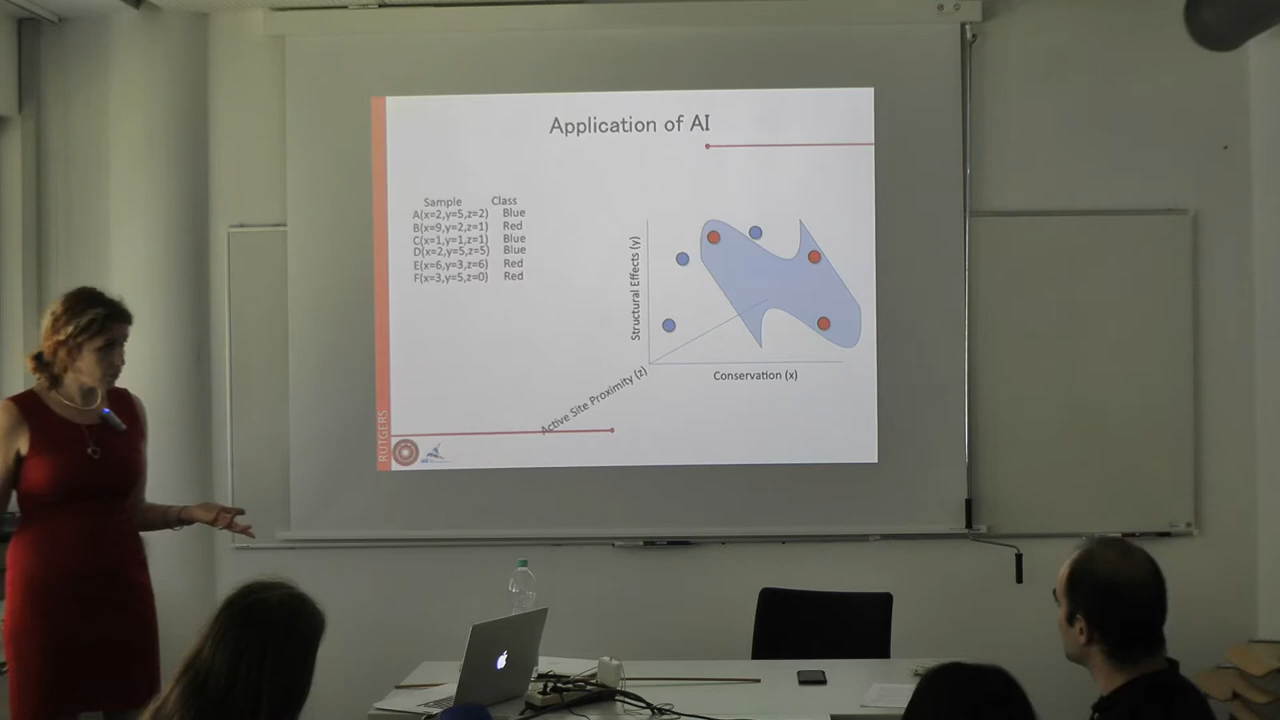 Application of AI
Sample Class
A(x=2,y=5,z=2) Blue
B(x=9,y=2,z=1) Red
C(x=1,y=1,z=1) Blue
D(x=2,y=5,z=5) Blue
E(x=6,y=3,z=6) Red
F(x=3,y=5,z=0) Red
Structural Effects (y)
Conservation (x)
Active Site Proximity (z)
RUTGERS